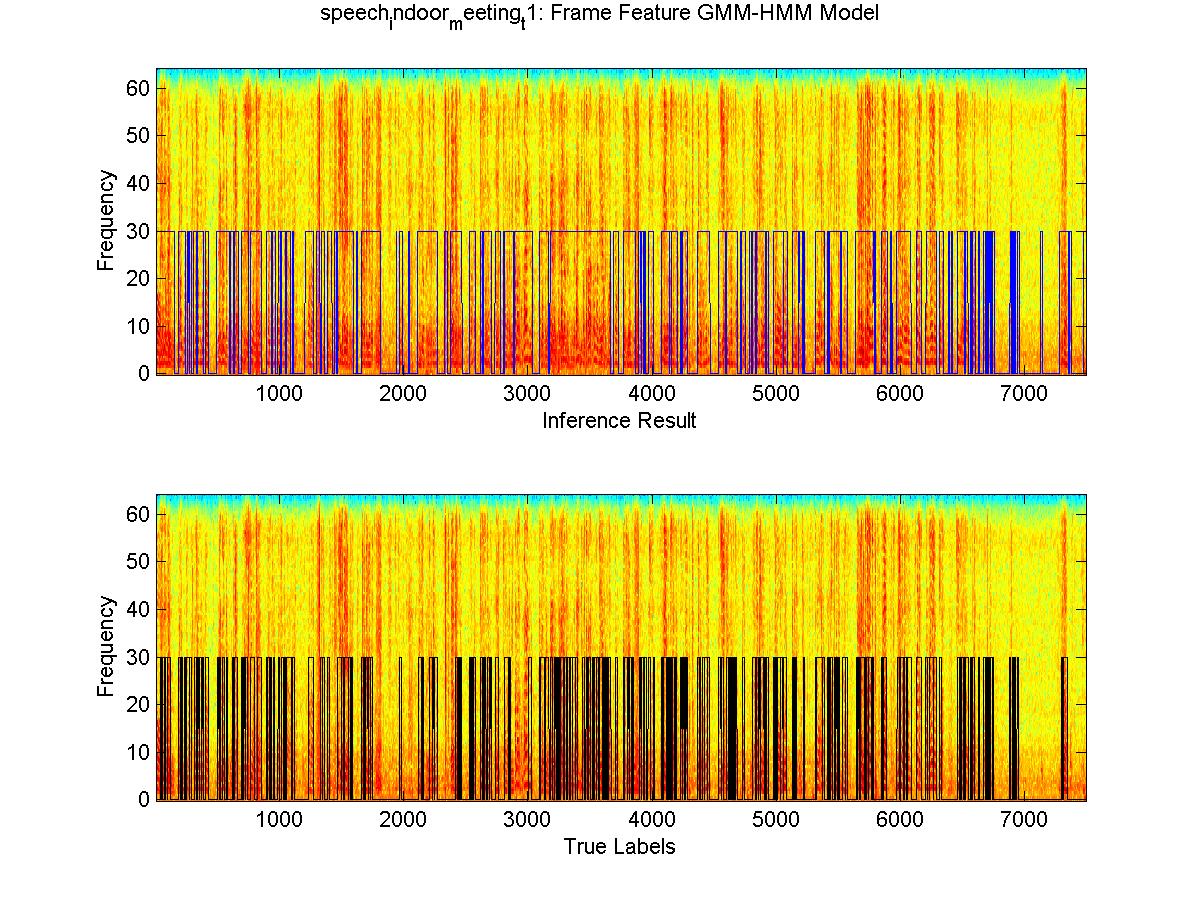 speech_indoor_meeting_t1: Frame Feature GMM-HMM Model
60
50
40
30
20
10
0
Frequency
1000 2000 3000 4000 5000 6000 7000
Inference Result
60
50
40
30
20
10
0
Frequency
1000 2000 3000 4000 5000 6000 7000
True Labels